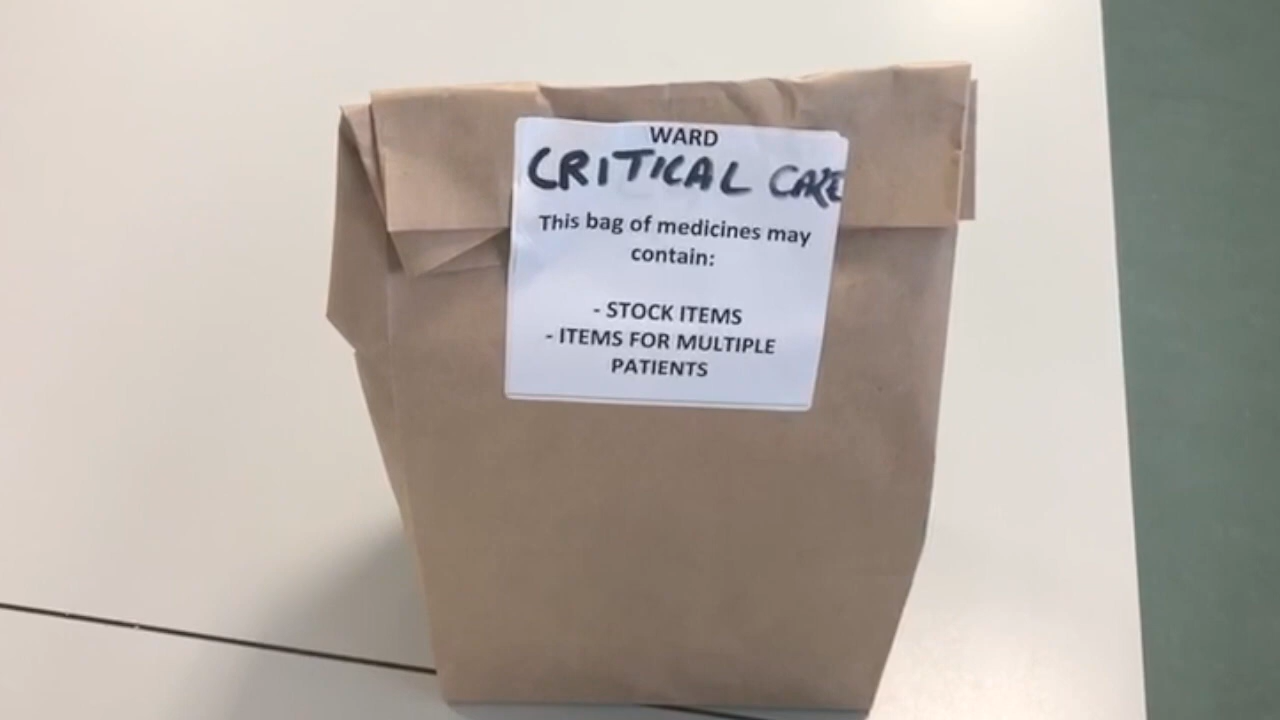 WARD
CRITICAL CARE
This bag of medicines may
contain:
- STOCK ITEMS
- ITEMS FOR MULTIPLE
PATIENTS